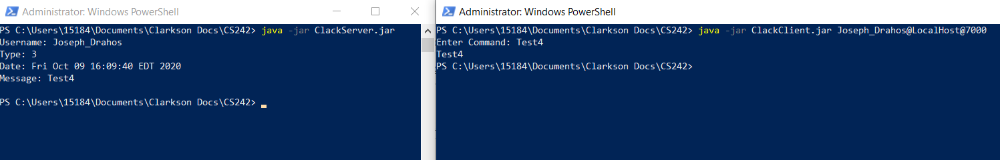 Administrator: Windows PowerShell
PS C:\Users\15184\Documents\Clarkson Docs\CS242> java -jar ClackServer.jar
Username: Joseph_Drahos
Type: 3
Date: Fri Oct 09 16:09:40 EDT 2020
Message: Test4
PS C:\Users\15184\Documents\Clarkson Docs\CS242>
Administrator: Windows PowerShell
PS C:\Users\15184\Documents\Clarkson Docs\CS242> java -jar ClackClient.jar Joseph_Drahos@LocalHost@7000
Enter Command: Test4
Test4
PS C:\Users\15184\Documents\Clarkson Docs\CS242>